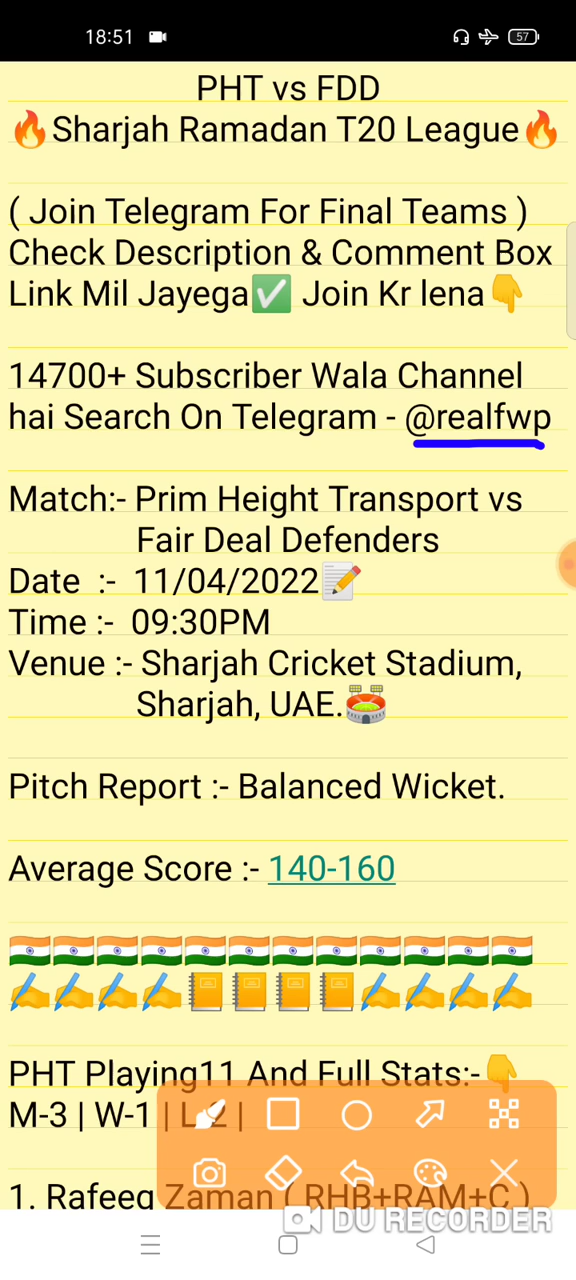 18:51
57
PHT vs FDD
🔥Sharjah Ramadan T20 League🔥
( Join Telegram For Final Teams )
Check Description & Comment Box
Link Mil Jayega✅ Join Kr lena👇
14700+ Subscriber Wala Channel
hai Search On Telegram - @realfwp
Match:- Prim Height Transport vs
Fair Deal Defenders
Date :- 11/04/2022📝
Time :- 09:30PM
Venue :- Sharjah Cricket Stadium,
Sharjah, UAE.🏟️
Pitch Report :- Balanced Wicket.
Average Score :- 140-160
🇮🇳🇮🇳🇮🇳🇮🇳🇮🇳🇮🇳🇮🇳🇮🇳🇮🇳🇮🇳🇮🇳🇮🇳
✍️✍️✍️✍️📒📒📒📒✍️✍️✍️✍️
PHT Playing11 And Full Stats:-👇
M-3 | W-1 | L-2 |
1. Rafeeq Zaman ( RHB+RAM+C )
DU RECORDER